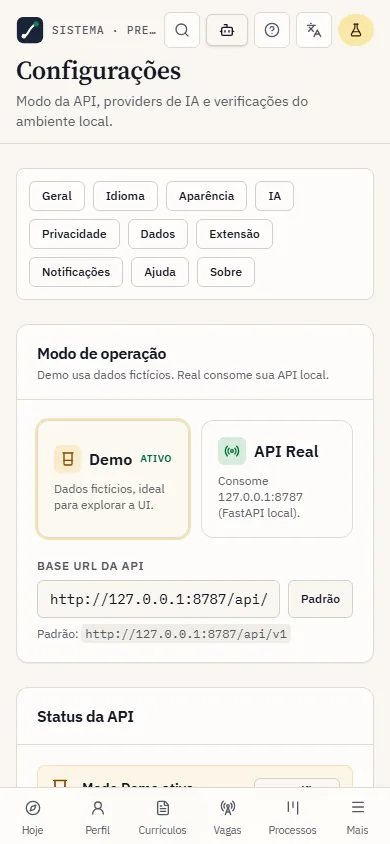 SISTEMA · PRE…
Configurações
Modo da API, providers de IA e verificações do
ambiente local.
Geral
Idioma
Aparência
IA
Privacidade
Dados
Extensão
Notificações
Ajuda
Sobre
Modo de operação
Demo usa dados fictícios. Real consome sua API local.
Demo ATIVO
Dados fictícios, ideal
para explorar a UI.
API Real
Consome
127.0.0.1:8787
(FastAPI local).
BASE URL DA API
http://127.0.0.1:8787/api/
Padrão
Padrão: http://127.0.0.1:8787/api/v1
Status da API
Modo Demo ativo
Hoje
Perfil
Currículos
Vagas
Processos
Mais